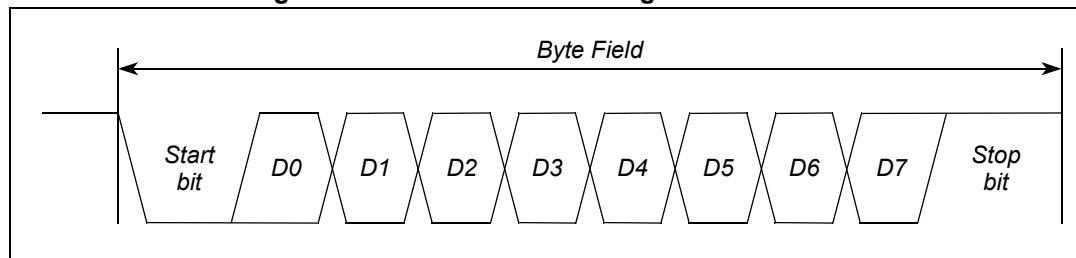 Byte Field
Start
bit
D0
D1
D2
D3
D4
D5
D6
D7
Stop
bit